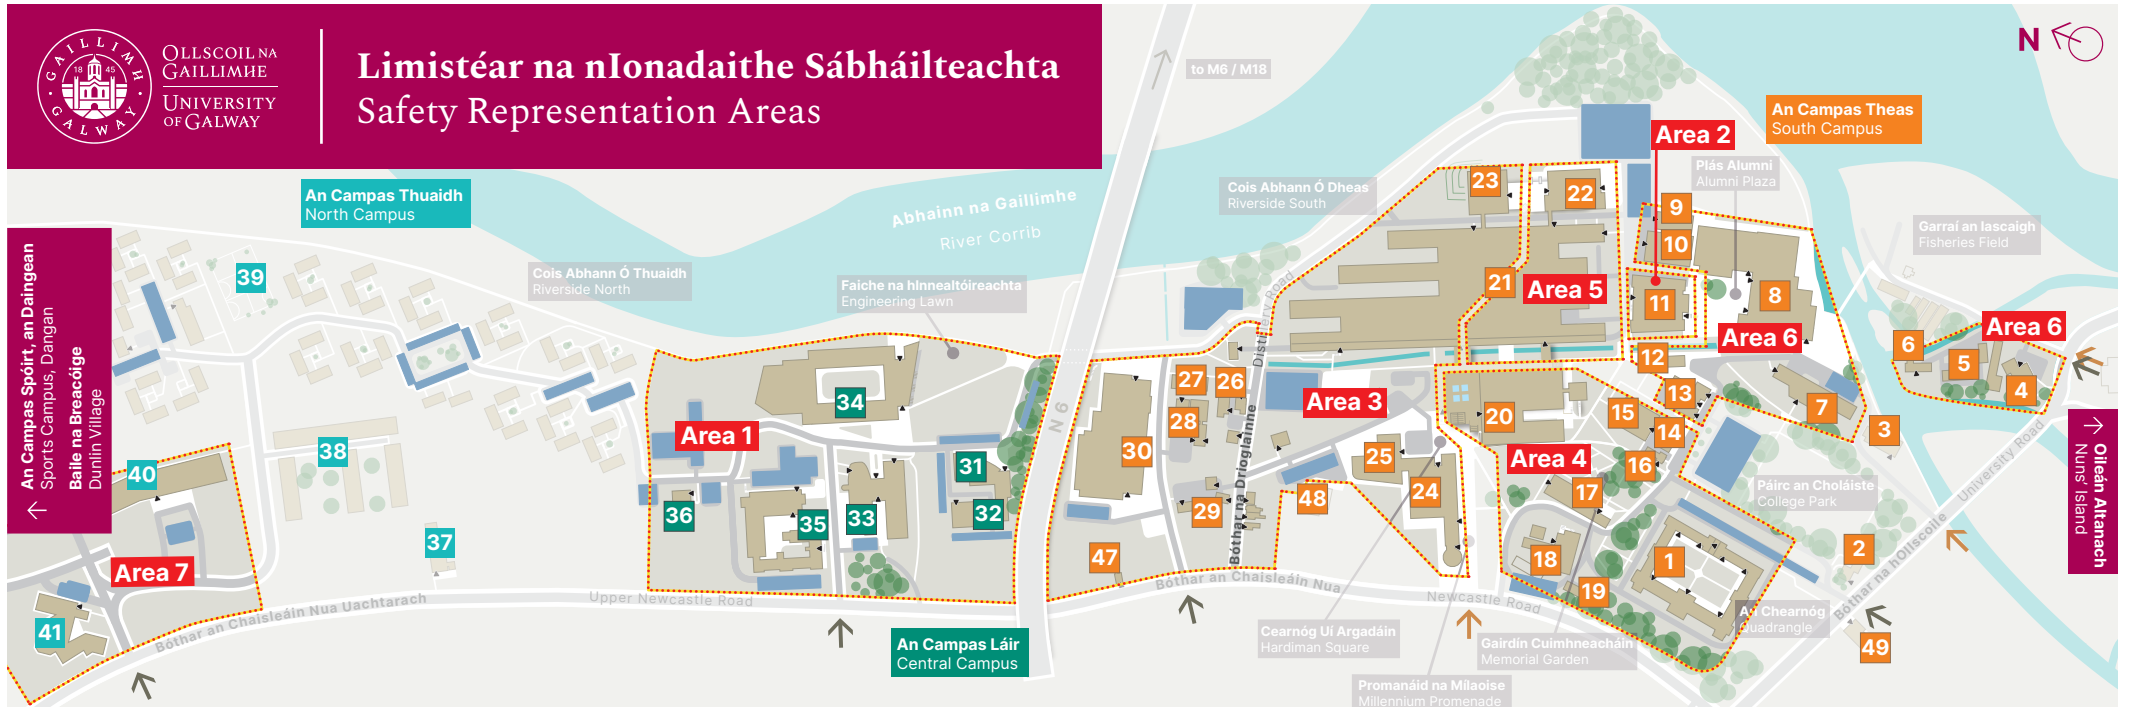 GAILLIMH
18 45
GALWAY
OLLSCOIL NA
GAILLIMHE
UNIVERSITY
OF GALWAY
Limistéar na nIonadaithe Sábháilteachta
Safety Representation Areas
to M6 / M18
N
An Campas Theas
South Campus
Area 2
Plás Alumni
Alumni Plaza
An Campas Thuaidh
North Campus
Abhainn na Gaillimhe
River Corrib
Cois Abhann Ó Dheas
Riverside South
23
22
9
10
Garraí an Iascaigh
Fisheries Field
An Campas Spóirt, an Daingean
Sports Campus, Dangan
Baile na Breacóige
Dunlin Village
39
Cois Abhann Ó Thuaidh
Riverside North
Faiche na hInnealtóireachta
Engineering Lawn
Distillery Road
21
Area 5
11
8
Area 6
Area 6
6
5
4
12
13
7
3
34
Area 1
N6
27
26
28
30
Area 3
20
15
14
Area 4
16
17
25
24
48
38
40
31
32
33
35
36
37
29
47
Bóthar na Drioglainne
Páirc an Choláiste
College Park
University Road
Bóthar na hOllscoile
Oileán Altanach
Nuns' Island
Area 7
41
18
19
1
2
49
An Chearnóg
Quadrangle
Bóthar an Chaisleáin Nua Uachtarach
Upper Newcastle Road
Bóthar an Chaisleáin Nua
Newcastle Road
An Campas Láir
Central Campus
Cearnóg Uí Argadáin
Hardiman Square
Gairdín Cuimhneacháin
Memorial Garden
Promanáid na Mílaoise
Millennium Promenade